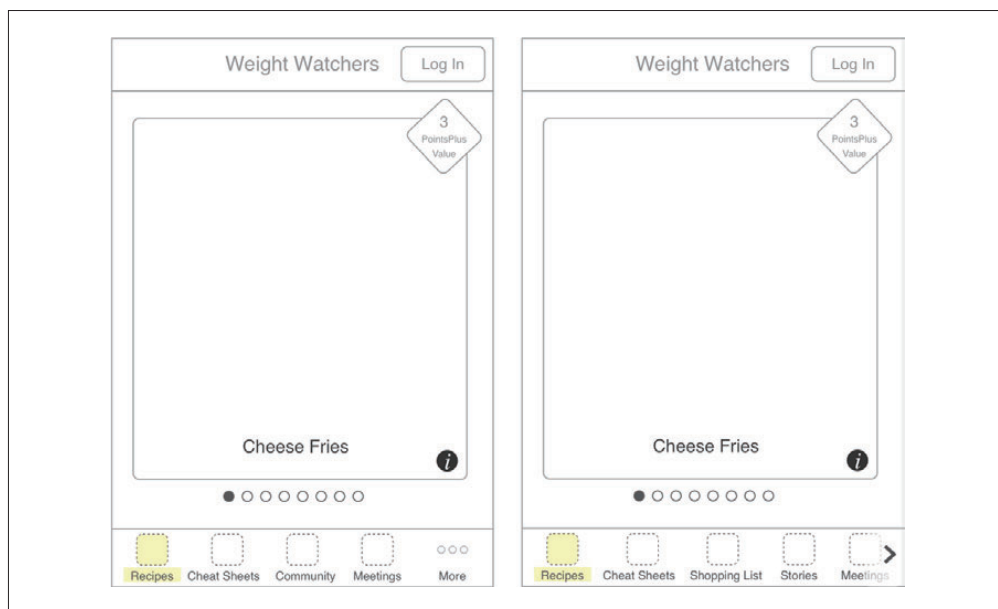 Weight Watchers
Log In
3
PointsPlus
Value
Cheese Fries
i
Recipes Cheat Sheets Community Meetings More
Weight Watchers
Log In
3
PointsPlus
Value
Cheese Fries
i
Recipes Cheat Sheets Shopping List Stories Meetings